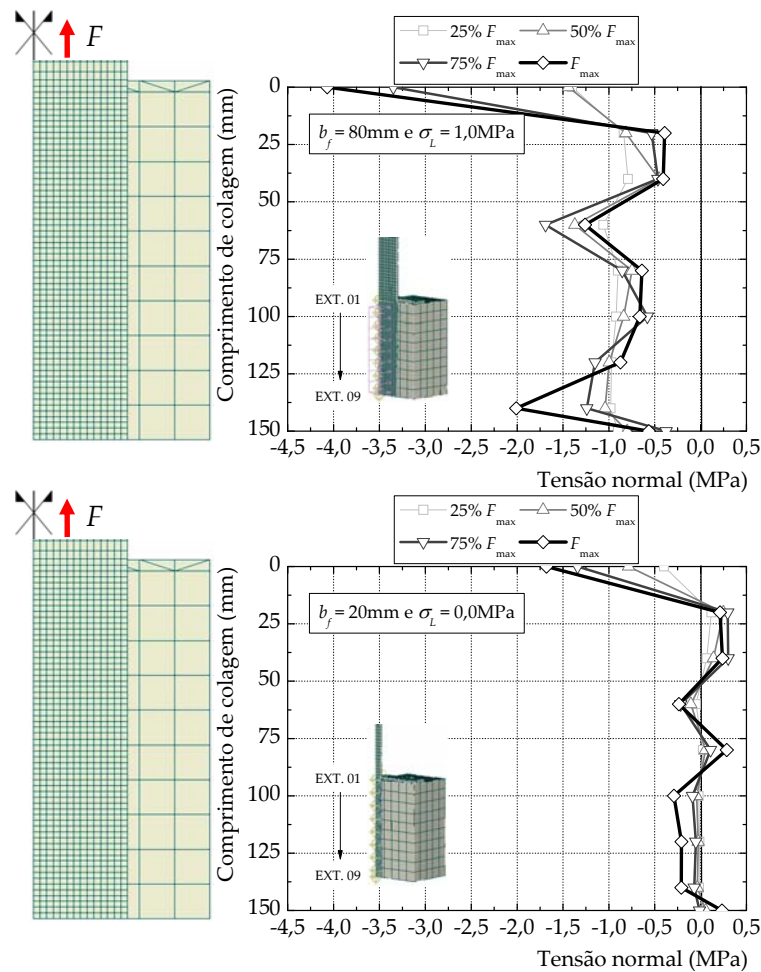 F
25% Fmax
50% Fmax
75% Fmax
Fmax
Comprimento de colagem (mm)
0
25
50
75
100
125
150
bf = 80mm e σL = 1,0MPa
EXT. 01
EXT. 09
-4,5 -4,0 -3,5 -3,0 -2,5 -2,0 -1,5 -1,0 -0,5 0,0 0,5
Tensão normal (MPa)
F
25% Fmax
50% Fmax
75% Fmax
Fmax
Comprimento de colagem (mm)
0
25
50
75
100
125
150
bf = 20mm e σL = 0,0MPa
EXT. 01
EXT. 09
-4,5 -4,0 -3,5 -3,0 -2,5 -2,0 -1,5 -1,0 -0,5 0,0 0,5
Tensão normal (MPa)